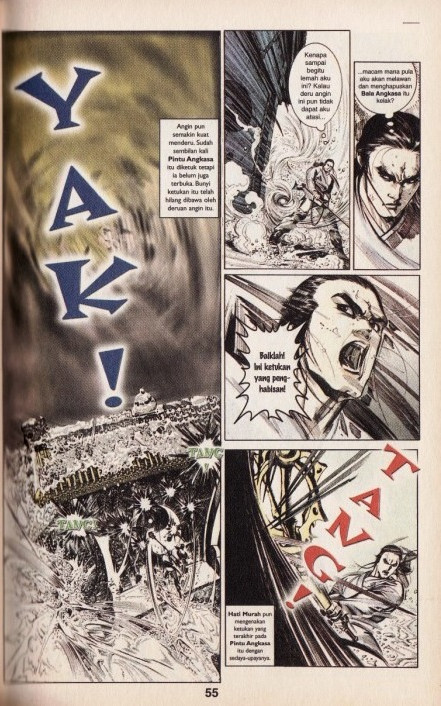 YAK!
Angin pun
semakin kuat
menderu. Sudah
sembilan kali
Pintu Angkasa
itu diketuk tetapi
ia belum juga
terbuka. Bunyi
ketukan itu telah
hilang dibawa oleh
deruan angin itu.
TANG!
TANG!
Kenapa
sampai
begitu
lemah aku
ini? Kalau
deru angin
ini pun tidak
dapat aku
atasi...
...macam mana pula
aku akan melawan
dan menghapuskan
Bala Angkasa itu
kelak?
Baiklah!
Ini ketukan
yang peng-
habisan!
TANG!
Hati Murah pun
mengenakan
ketukan yang
terakhir pada
Pintu Angkasa
itu dengan
sedaya-upayanya.
55